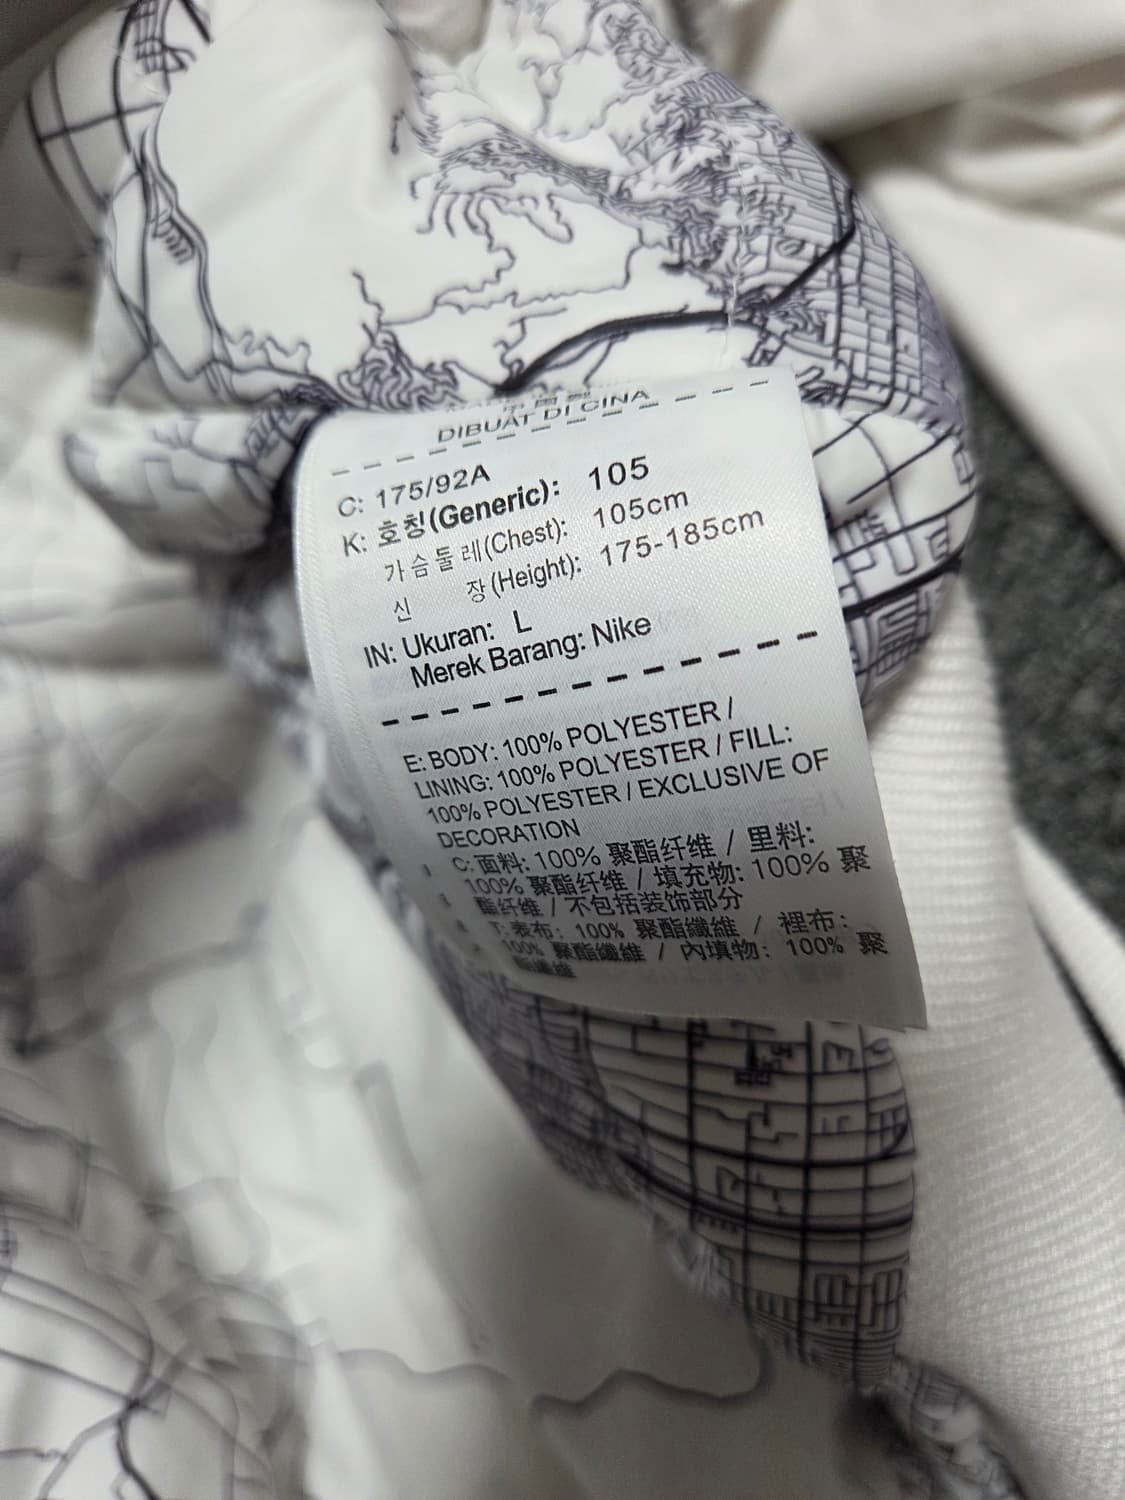 DIBUAT DI CINA
C: 175/92A
K: 호칭(Generic): 105
가슴둘레(Chest): 105cm
신 장(Height): 175-185cm
IN: Ukuran: L
Merek Barang: Nike
E: BODY: 100% POLYESTER /
LINING: 100% POLYESTER / FILL:
100% POLYESTER / EXCLUSIVE OF
DECORATION
C: 面料: 100% 聚酯纤维 / 里料:
100% 聚酯纤维 / 填充物: 100% 聚
酯纤维 / 不包括装饰部分
T: 表布: 100% 聚酯纖維 / 裡布:
100% 聚酯纖維 / 內填物: 100% 聚
酯纖維